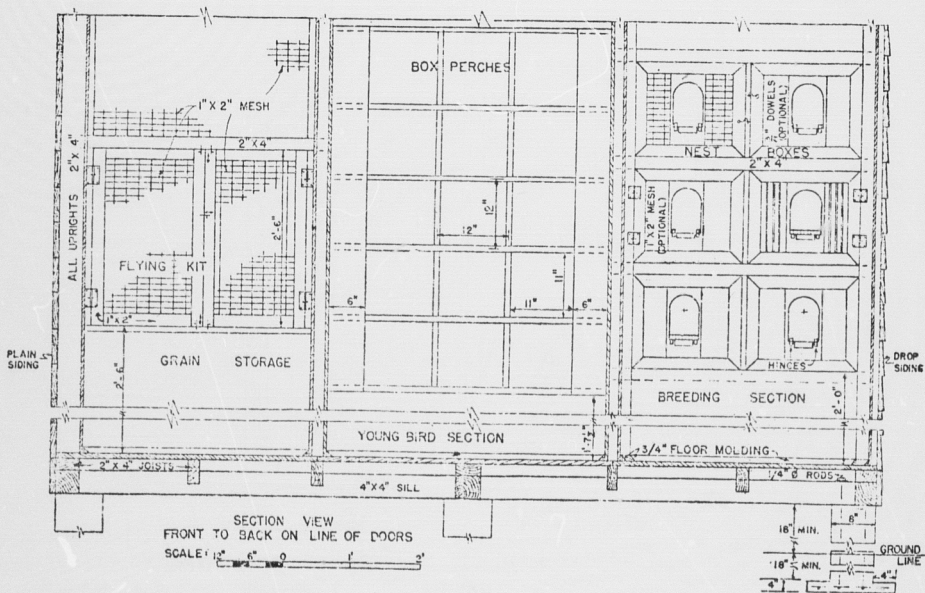 BOX PERCHES
1" X 2" MESH
2" X 4"
ALL UPRIGHTS 2" X 4"
2'-6"
FLYING KIT
1" X 2"
PLAIN
SIDING
GRAIN STORAGE
2'-6"
12"
12"
11"
6"
11"
6"
1/2" DOWELS
(OPTIONAL)
NEST BOXES
2" X 4"
1" X 2" MESH
(OPTIONAL)
HINGES
DROP
SIDING
BREEDING SECTION
2'-0"
YOUNG BIRD SECTION
3/4" FLOOR MOLDING
2" X 4" JOISTS
4" X 4" SILL
1/4" Ø RODS
SECTION VIEW
FRONT TO BACK ON LINE OF DOORS
SCALE:
12" 6" 0 1' 2'
18" MIN.
8"
GROUND
LINE
18" MIN.
4"
4"